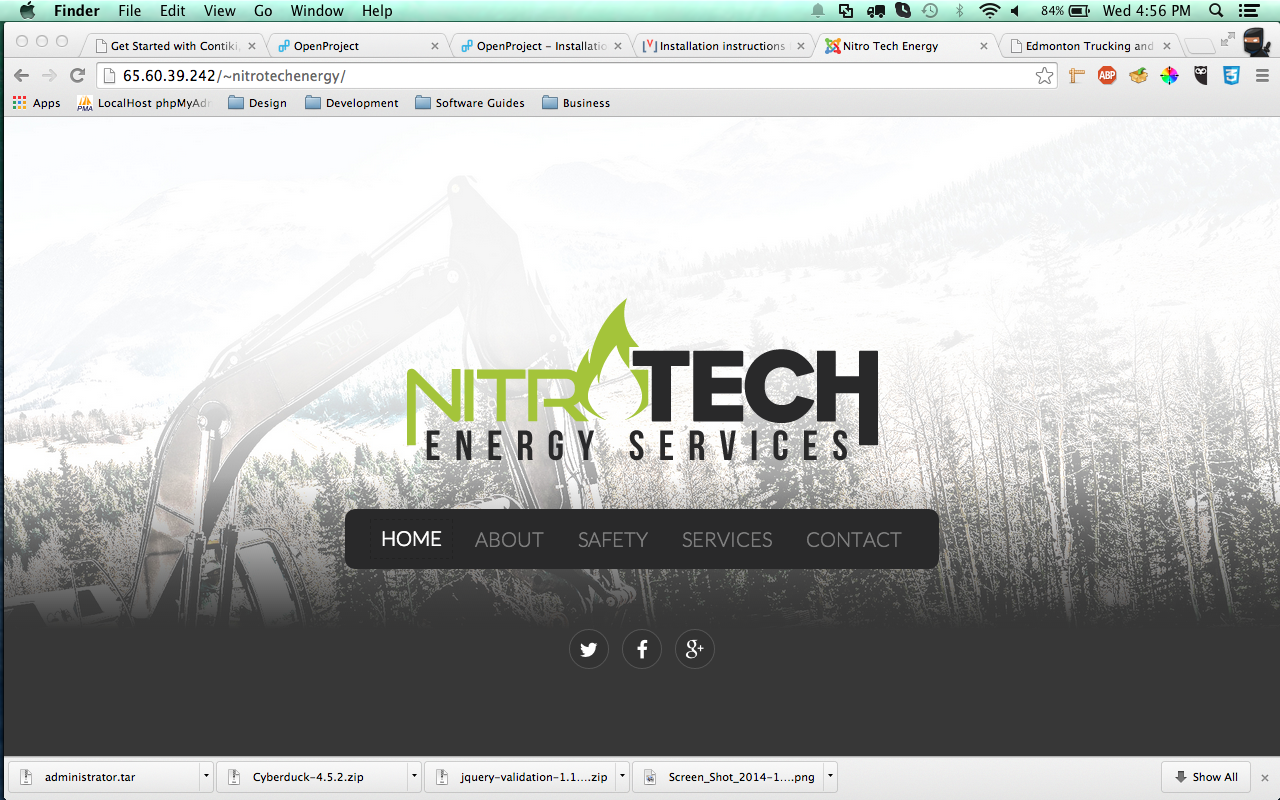 Finder File Edit View Go Window Help 84% Wed 4:56 PM
Get Started with Contiki, OpenProject OpenProject - Installatio Installation instructions Nitro Tech Energy Edmonton Trucking and
65.60.39.242/~nitrotechenergy/ ABP
Apps PMA LocalHost phpMyAdn Design Development Software Guides Business
NITROTECH
ENERGY SERVICES
HOME ABOUT SAFETY SERVICES CONTACT
g+
administrator.tar Cyberduck-4.5.2.zip jquery-validation-1.1....zip Screen_Shot_2014-1....png Show All